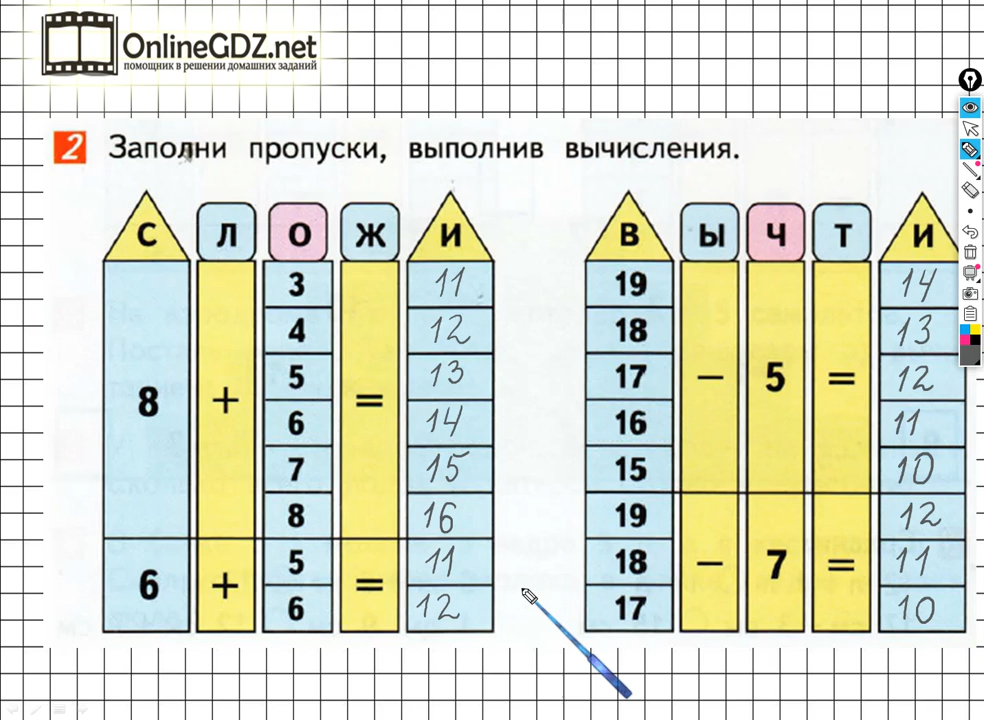 OnlineGDZ.net
помощник в решении домашних заданий
2 Заполни пропуски, выполнив вычисления.
С Л О Ж И
8 + =
3 11
4 12
5 13
6 14
7 15
8 16
6 + =
5 11
6 12
В Ы Ч Т И
− 5 =
19 14
18 13
17 12
16 11
15 10
− 7 =
19 12
18 11
17 10